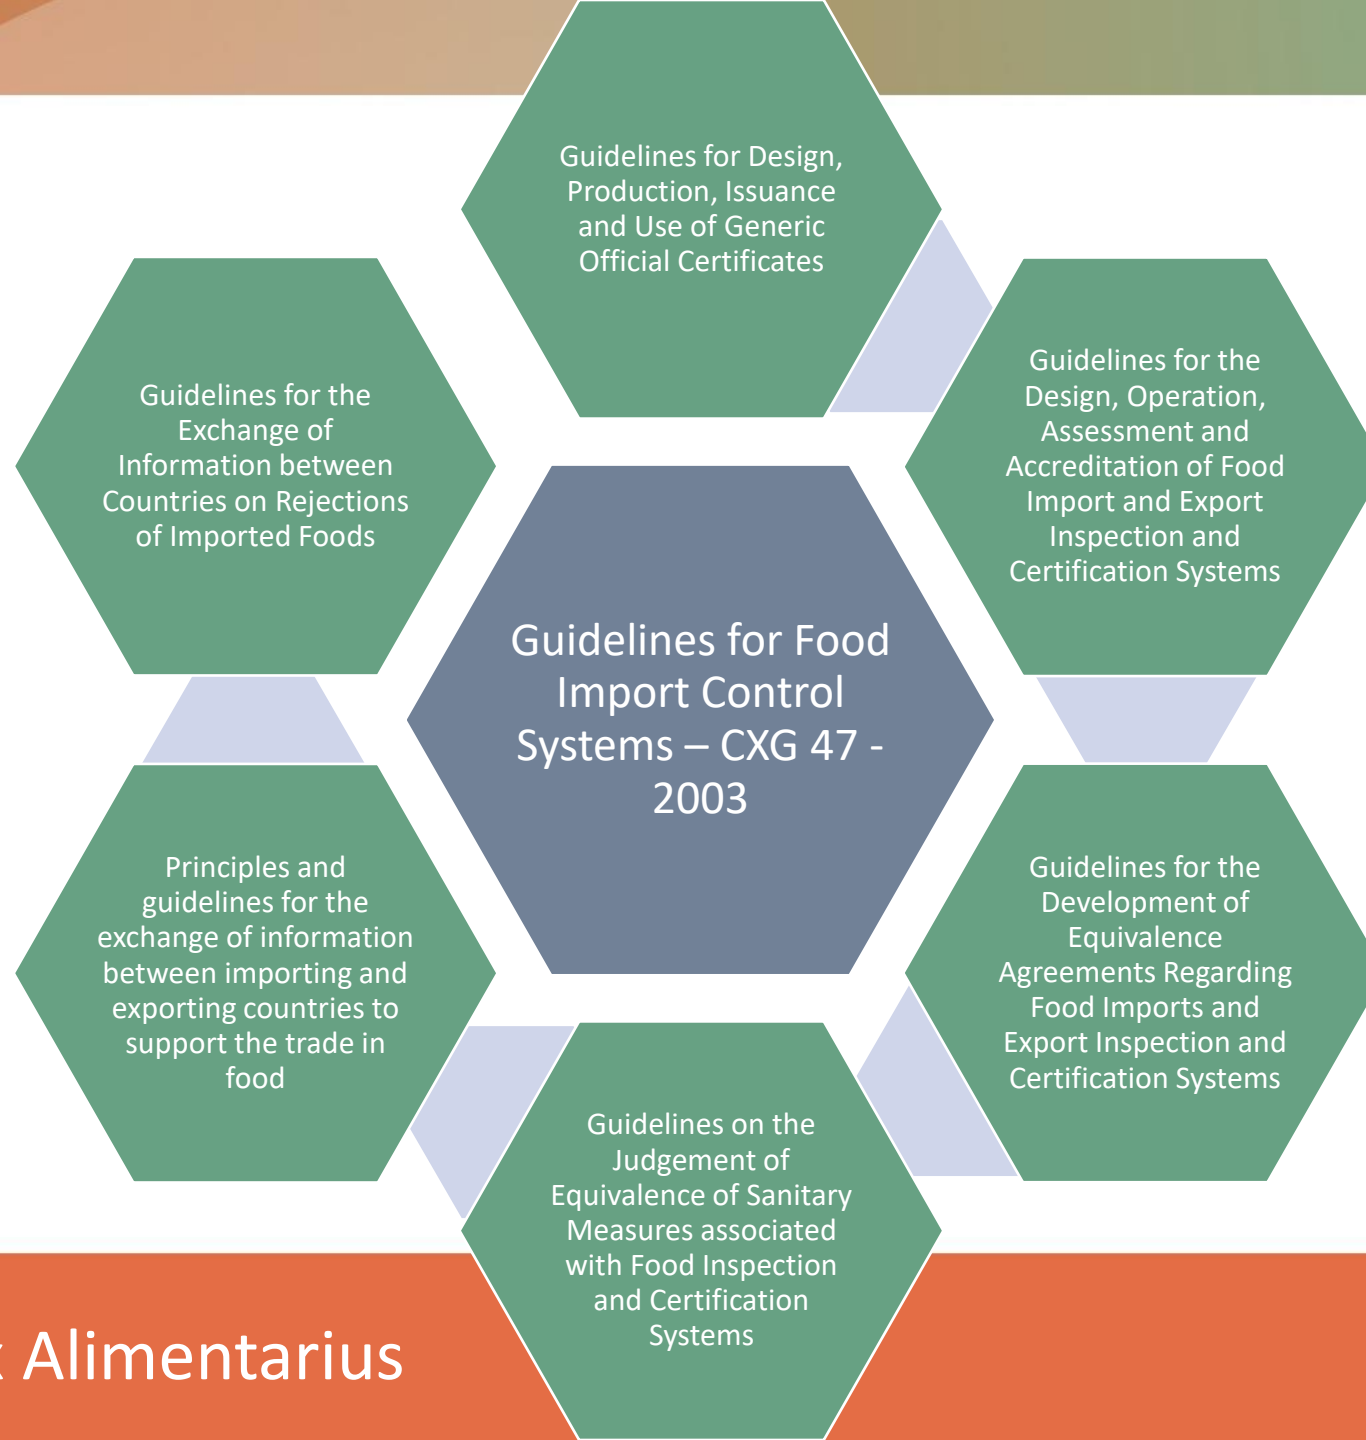 Guidelines for Design,
Production, Issuance
and Use of Generic
Official Certificates
Guidelines for the
Design, Operation,
Assessment and
Accreditation of Food
Import and Export
Inspection and
Certification Systems
Guidelines for the
Development of
Equivalence
Agreements Regarding
Food Imports and
Export Inspection and
Certification Systems
Guidelines on the
Judgement of
Equivalence of Sanitary
Measures associated
with Food Inspection
and Certification
Systems
Principles and
guidelines for the
exchange of information
between importing and
exporting countries to
support the trade in
food
Guidelines for the
Exchange of
Information between
Countries on Rejections
of Imported Foods
Guidelines for Food
Import Control
Systems – CXG 47 -
2003
Alimentarius